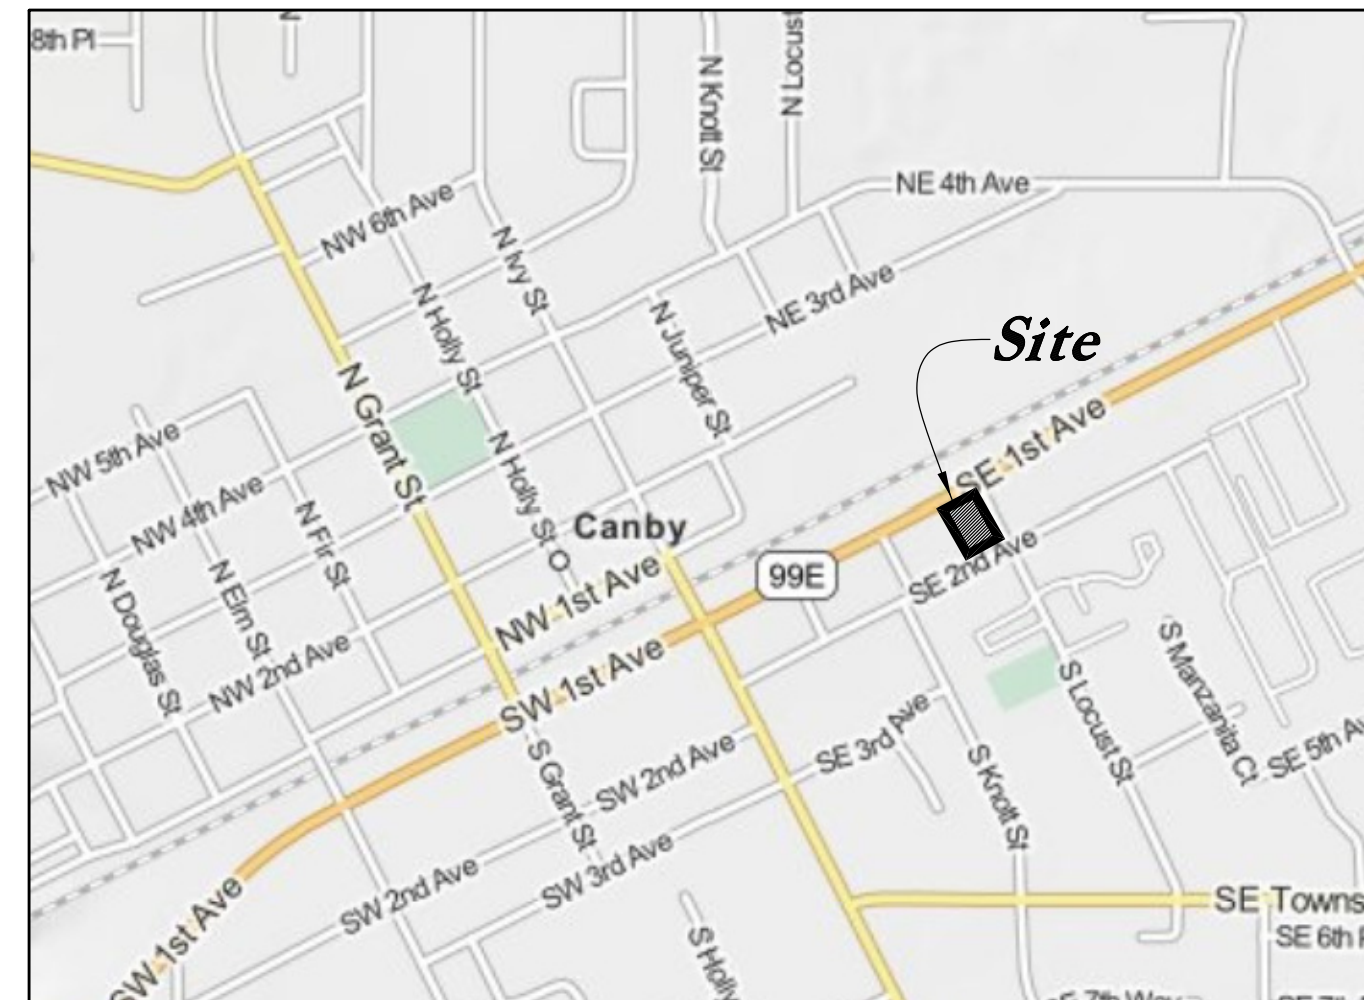 8th Pl
N Knott St
N Locust
NE 4th Ave
NW 6th Ave
N Ivy St
N Holly St
NE 3rd Ave
N Juniper St
Site
N Grant St
SE 1st Ave
NW 5th Ave
N Holly St
NW 4th Ave
N Fir St
Canby
99E
SE 2nd Ave
N Douglas St
N Elm St
NW 1st Ave
NW 2nd Ave
SW 1st Ave
S Manzanita Ct
S Locust St
SE 3rd Ave
SE 5th Av
S Grant St
SW 2nd Ave
S Knott St
SW 3rd Ave
SW 2nd Ave
SW 1st Ave
SE Towns
SE 6th P
S Holly
7th Way